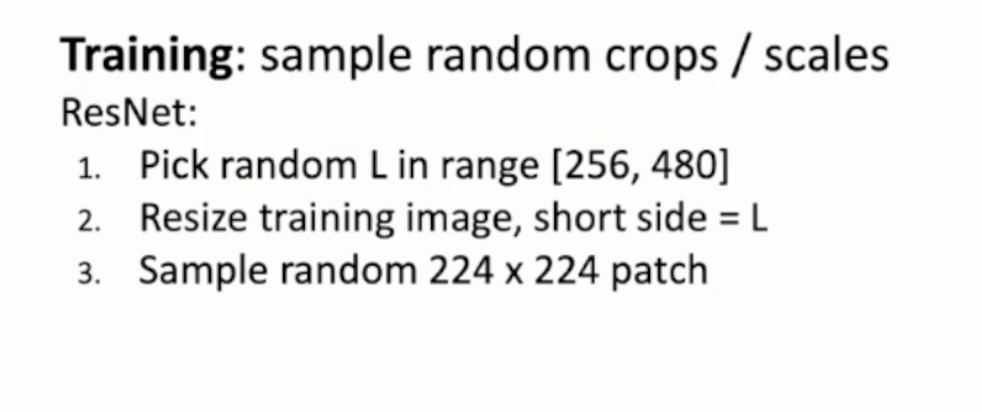 Training: sample random crops / scales
ResNet:
1. Pick random L in range [256, 480]
2. Resize training image, short side = L
3. Sample random 224 x 224 patch